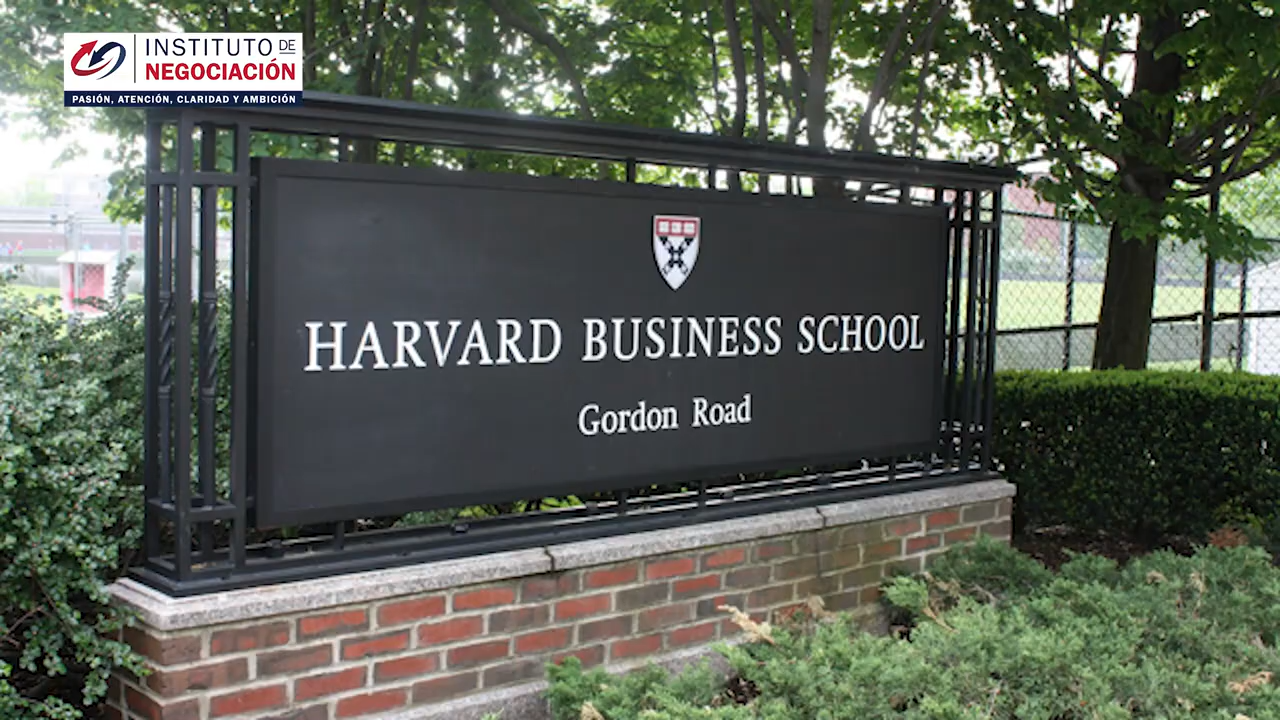 INSTITUTO DE
NEGOCIACIÓN
PASIÓN, ATENCIÓN, CLARIDAD Y AMBICIÓN
HARVARD BUSINESS SCHOOL
Gordon Road